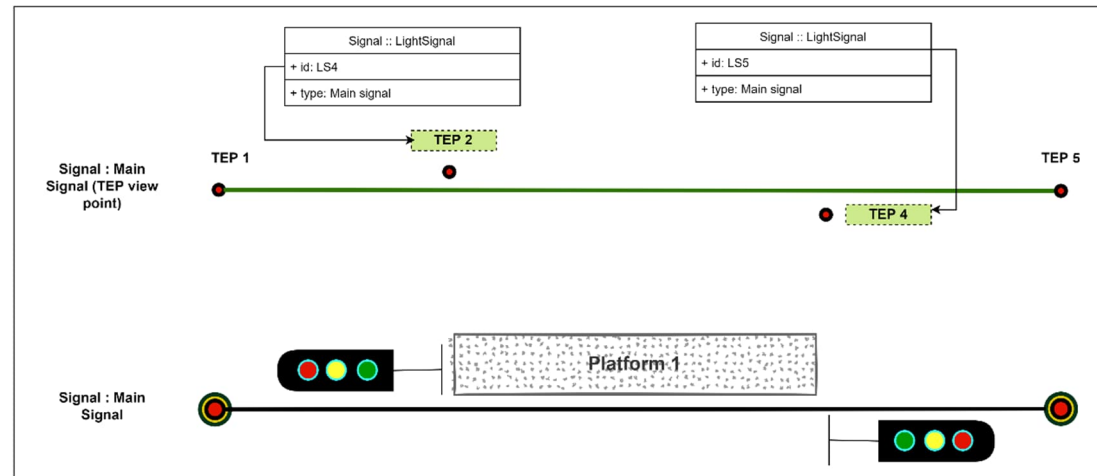 Signal :: LightSignal
+ id: LS4
+ type: Main signal
Signal :: LightSignal
+ id: LS5
+ type: Main signal
TEP 2
TEP 1
TEP 5
Signal : Main
Signal (TEP view
point)
TEP 4
Platform 1
Signal : Main
Signal